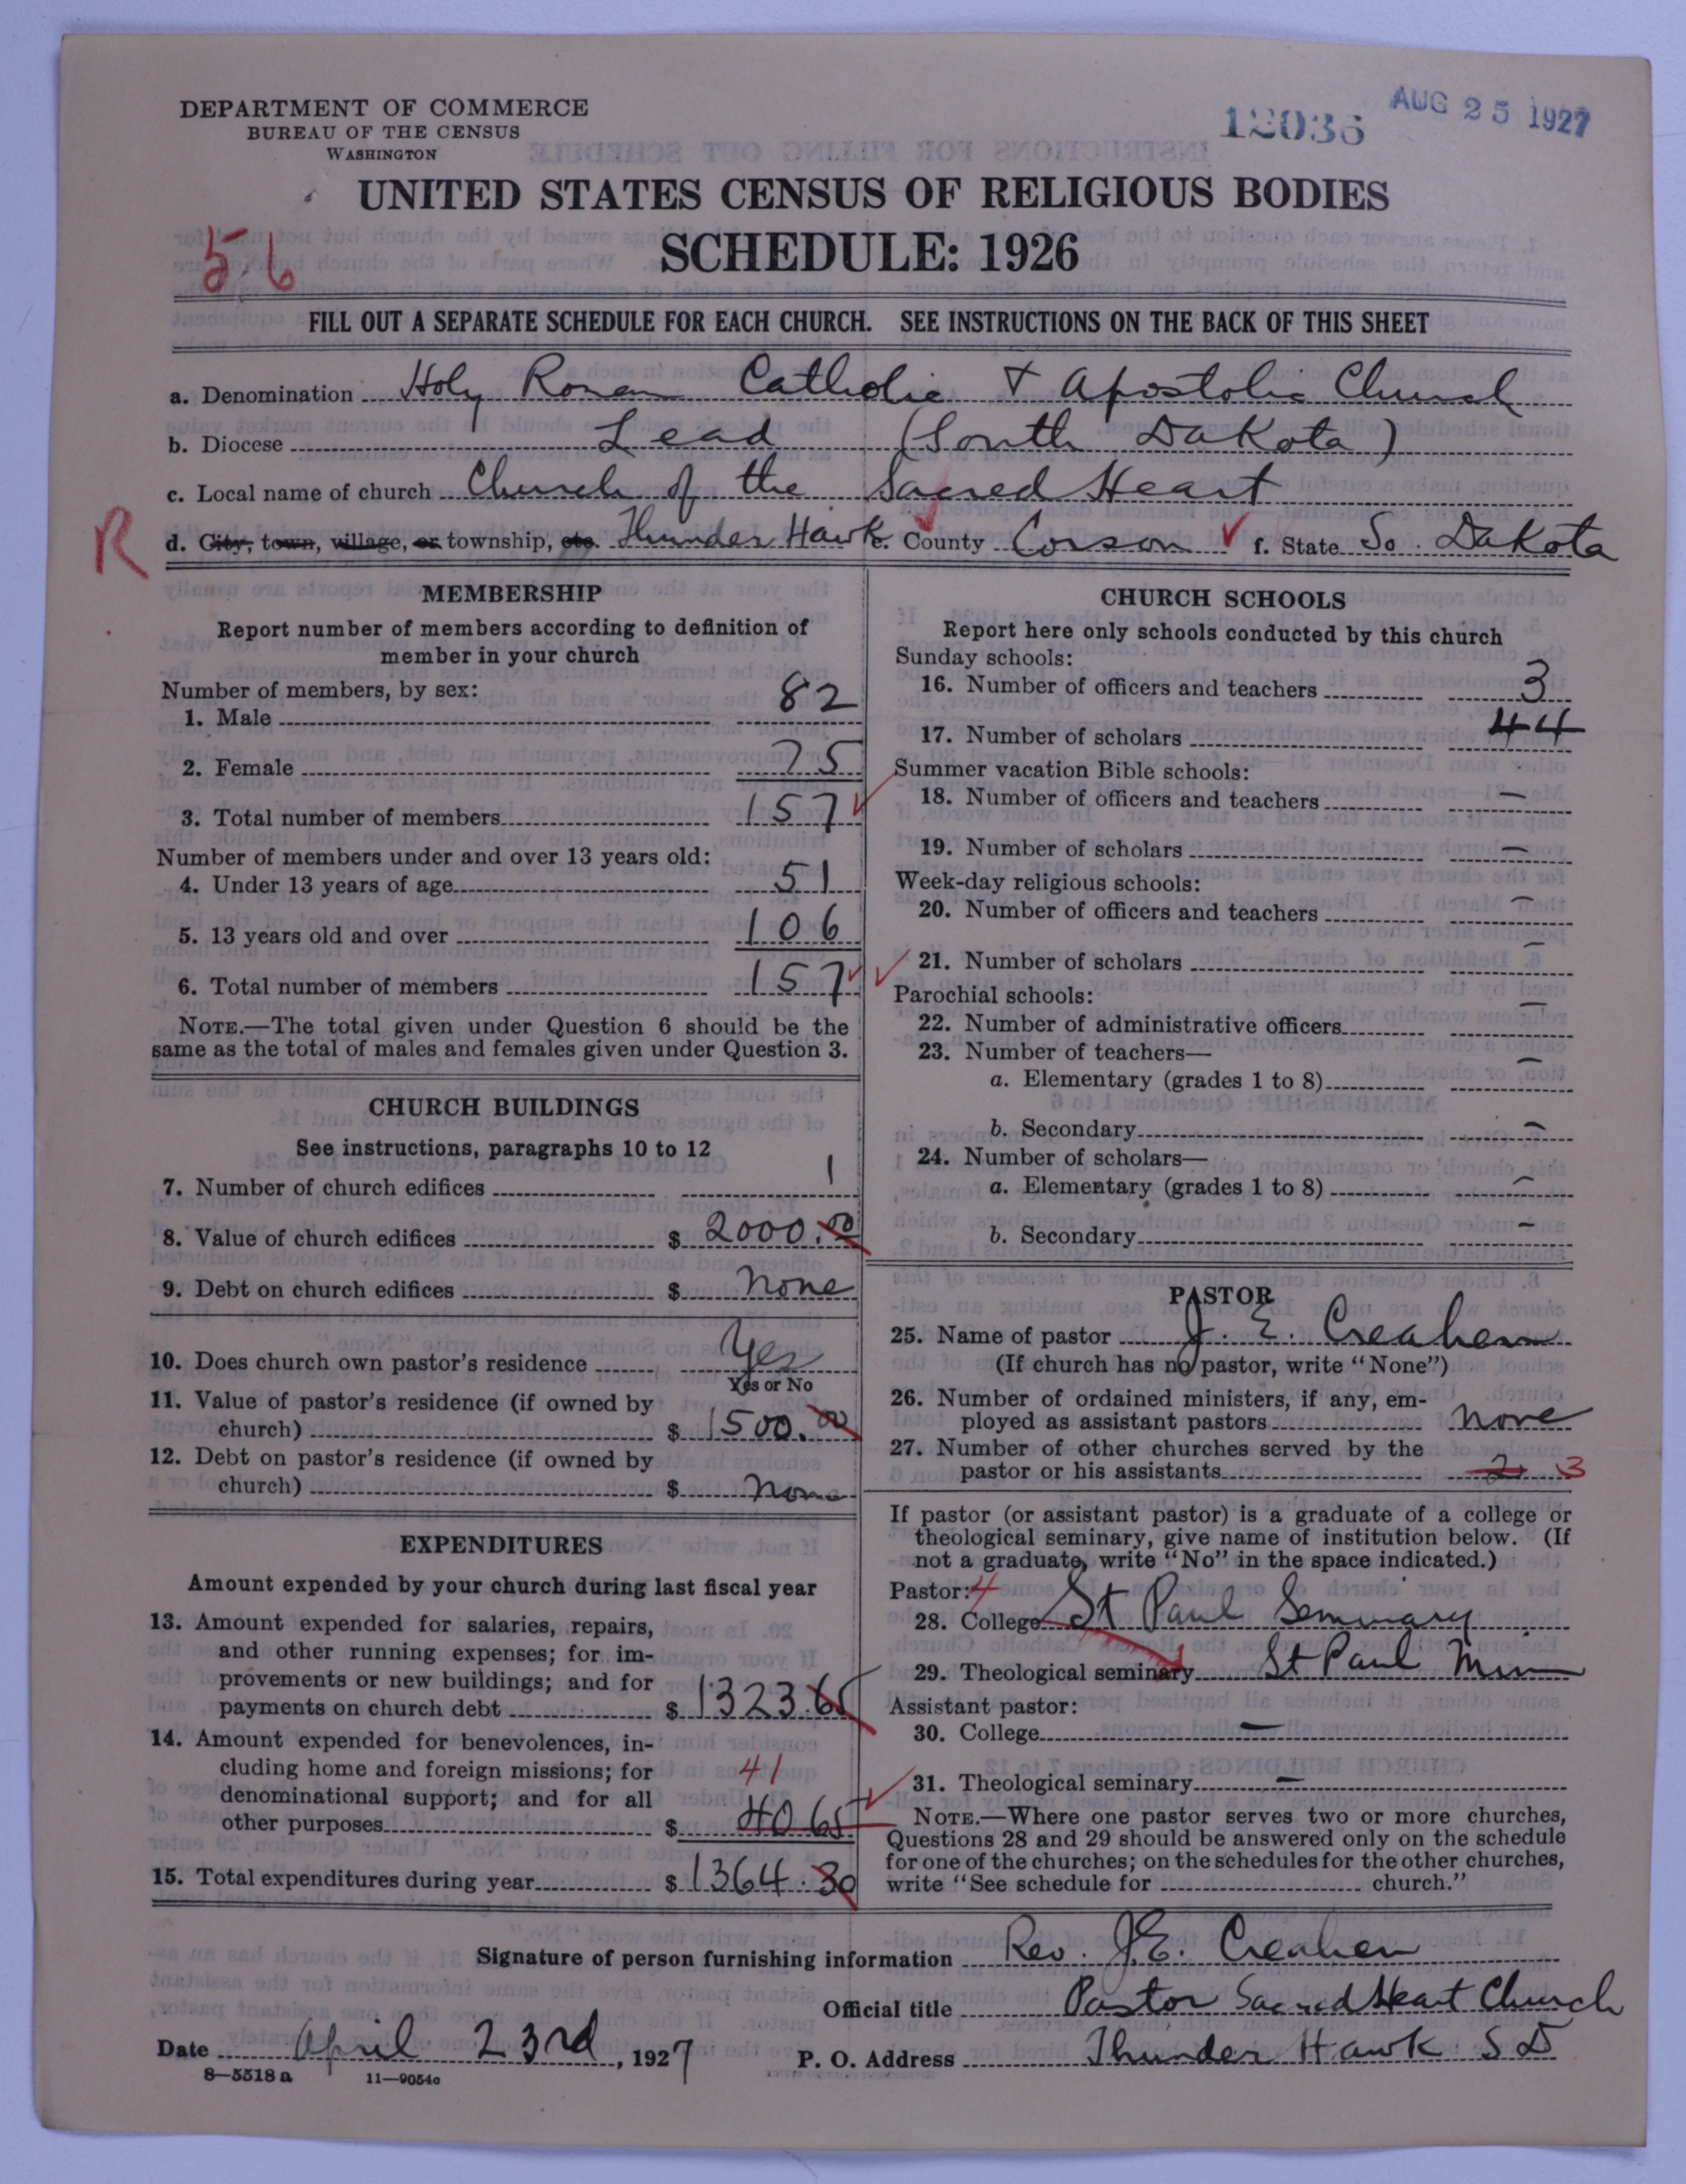 DEPARTMENT OF COMMERCE
BUREAU OF THE CENSUS
WASHINGTON
12036
AUG 25 1927
UNITED STATES CENSUS OF RELIGIOUS BODIES
SCHEDULE: 1926
56
FILL OUT A SEPARATE SCHEDULE FOR EACH CHURCH. SEE INSTRUCTIONS ON THE BACK OF THIS SHEET
a. Denomination Holy Roman Catholic + Apostolic Church
b. Diocese Lead (South Dakota)
c. Local name of church Church of the Sacred Heart
R
d. City, town, village, or township, etc. Thunder Hawk e. County Corson f. State So. Dakota
MEMBERSHIP
Report number of members according to definition of
member in your church
Number of members, by sex:
1. Male 82
2. Female 75
3. Total number of members 157
Number of members under and over 13 years old:
4. Under 13 years of age 51
5. 13 years old and over 106
6. Total number of members 157
NOTE.—The total given under Question 6 should be the
same as the total of males and females given under Question 3.
CHURCH BUILDINGS
See instructions, paragraphs 10 to 12
7. Number of church edifices 1
8. Value of church edifices $ 2000.00
9. Debt on church edifices $ none
10. Does church own pastor's residence Yes
Yes or No
11. Value of pastor's residence (if owned by
church) $ 1500.00
12. Debt on pastor's residence (if owned by
church) $ none
EXPENDITURES
Amount expended by your church during last fiscal year
13. Amount expended for salaries, repairs,
and other running expenses; for im-
provements or new buildings; and for
payments on church debt $ 1323.65
14. Amount expended for benevolences, in-
cluding home and foreign missions; for 41
denominational support; and for all
other purposes $ 40.65
15. Total expenditures during year $ 1364.30
CHURCH SCHOOLS
Report here only schools conducted by this church
Sunday schools:
16. Number of officers and teachers 3
17. Number of scholars 44
Summer vacation Bible schools:
18. Number of officers and teachers —
19. Number of scholars —
Week-day religious schools:
20. Number of officers and teachers —
21. Number of scholars —
Parochial schools:
22. Number of administrative officers —
23. Number of teachers—
a. Elementary (grades 1 to 8) —
b. Secondary —
24. Number of scholars—
a. Elementary (grades 1 to 8) —
b. Secondary —
PASTOR
25. Name of pastor J. E. Creahen
(If church has no pastor, write "None")
26. Number of ordained ministers, if any, em-
ployed as assistant pastors none
27. Number of other churches served by the
pastor or his assistants 2 3
If pastor (or assistant pastor) is a graduate of a college or
theological seminary, give name of institution below. (If
not a graduate, write "No" in the space indicated.)
Pastor: 4
28. College St Paul Seminary
29. Theological seminary St Paul Minn
Assistant pastor:
30. College —
31. Theological seminary —
NOTE.—Where one pastor serves two or more churches,
Questions 28 and 29 should be answered only on the schedule
for one of the churches; on the schedules for the other churches,
write "See schedule for church."
Signature of person furnishing information Rev. J. E. Creahen
Official title Pastor Sacred Heart Church
Date April 23rd, 1927 P. O. Address Thunder Hawk S D
8-5518a 11—9054c